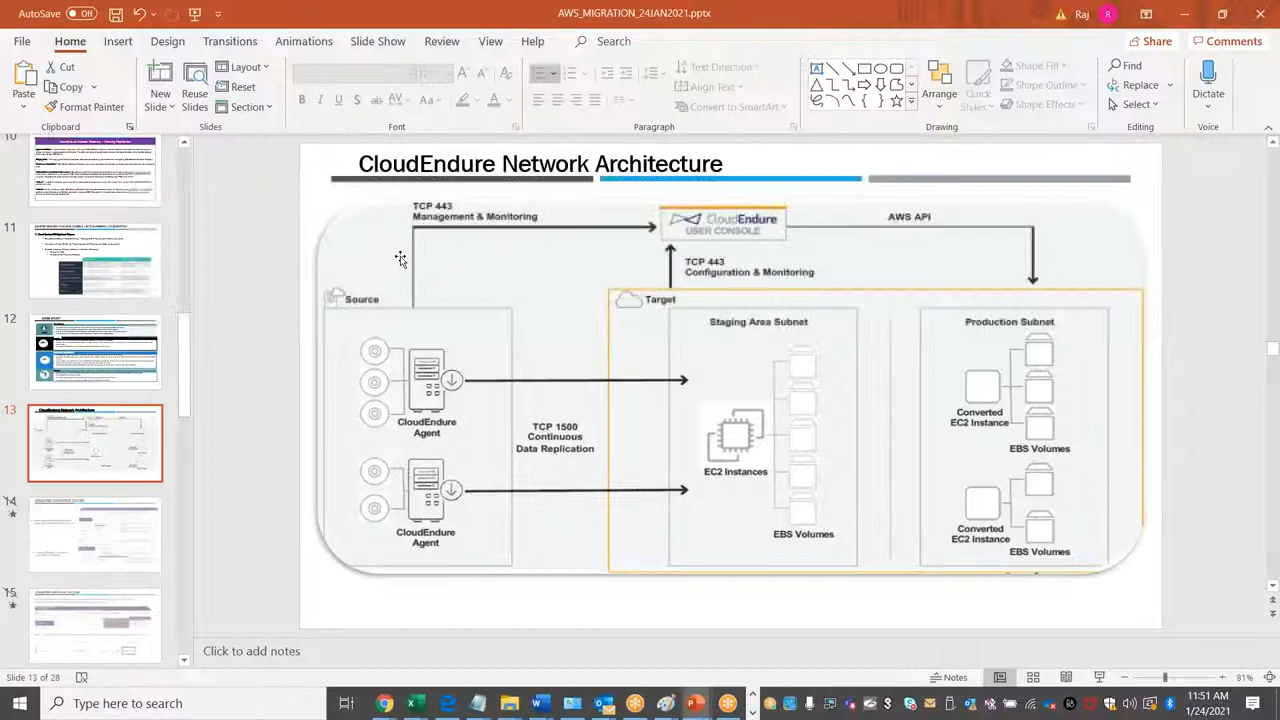 AutoSave Off
AWS_MIGRATION_24JAN2021.pptx
Raj R
File Home Insert Design Transitions Animations Slide Show Review View Help Search
Share Comments
Paste
Cut
Copy
Format Painter
Clipboard
New Slide
Reuse Slides
Layout
Reset
Section
Slides
Font
Text Direction
Align Text
Convert to SmartArt
Paragraph
Arrange
Quick Styles
Shape Fill
Shape Outline
Shape Effects
Drawing
Find
Replace
Select
Editing
Dictate
10
11
12
13
14
15
CloudEndure Network Architecture
TCP 443
Management & Monitoring
CloudEndure
USER CONSOLE
AWS API
TCP 443
Configuration & Monitoring
Source
Target
Staging Area Subnet
Production Subnet
CloudEndure
Agent
TCP 1500
Continuous
Data Replication
EC2 Instances
Converted
EC2 Instance
EBS Volumes
CloudEndure
Agent
EBS Volumes
Converted
EC2 Instance
EBS Volumes
Click to add notes
Slide 13 of 28
Notes
81%
Type here to search
11:51 AM
1/24/2021